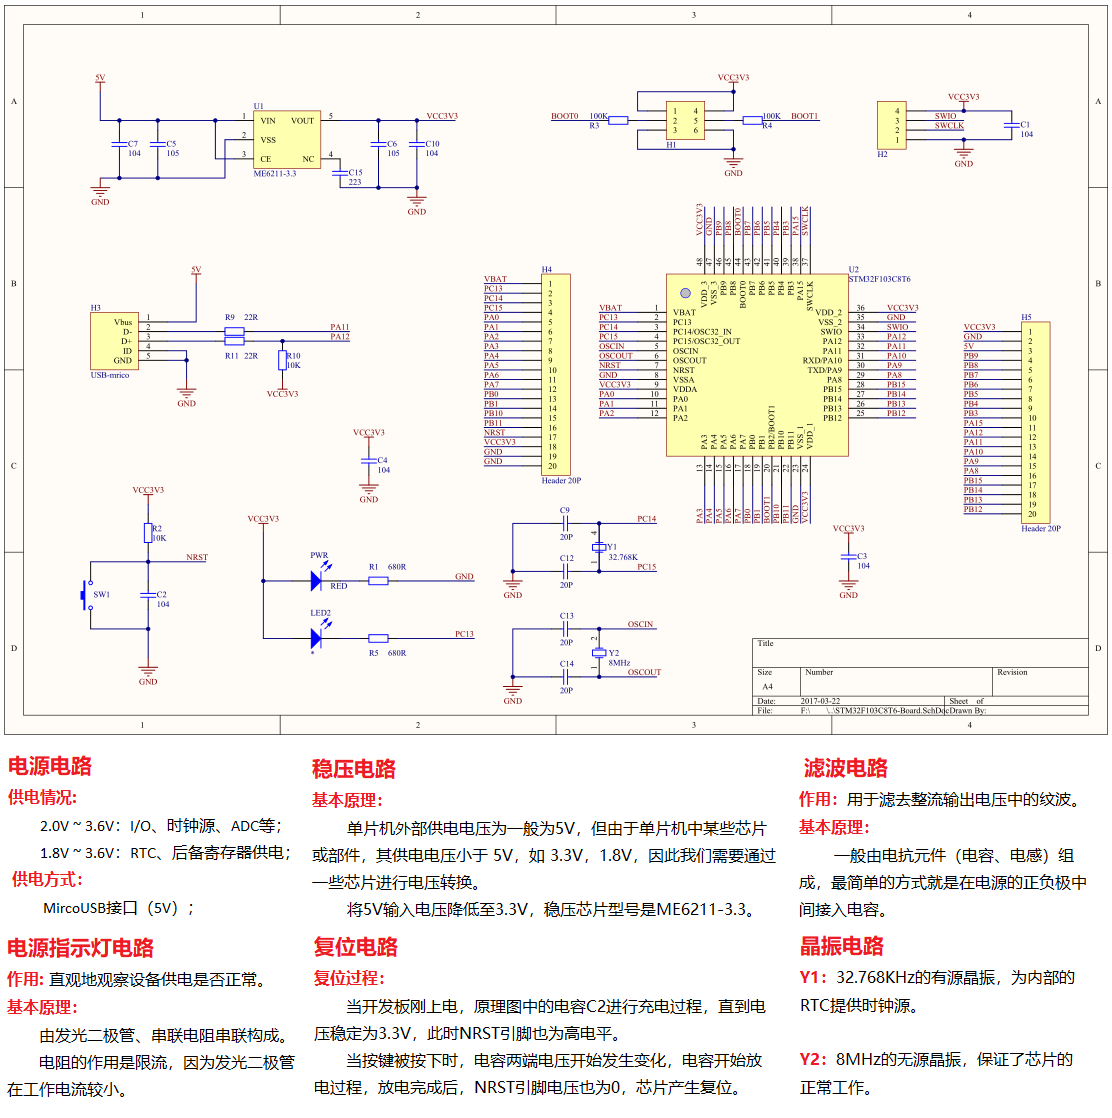 1
2
3
4
A
A
5V
U1
1
VIN
VOUT
5
VCC3V3
2
VSS
3
CE
NC
4
ME6211-3.3
C7
104
C5
105
C6
105
C10
104
C15
223
GND
GND
VCC3V3
BOOT0
100K
R3
1
4
2
5
3
6
H1
100K
R4
BOOT1
GND
VCC3V3
4
3
2
1
H2
SWIO
SWCLK
C1
104
GND
B
B
5V
H3
Vbus
1
D-
2
D+
3
ID
4
GND
5
USB-mrico
R9 22R
R11 22R
PA11
PA12
R10
10K
VCC3V3
GND
H4
VBAT 1
PC13 2
PC14 3
PC15 4
PA0 5
PA1 6
PA2 7
PA3 8
PA4 9
PA5 10
PA6 11
PA7 12
PB0 13
PB1 14
PB10 15
PB11 16
NRST 17
VCC3V3 18
GND 19
GND 20
Header 20P
VCC3V3 48 VDD_3
GND 47 VSS_3
PB9 46 PB9
PB8 45 PB8
BOOT0 44 BOOT0
PB7 43 PB7
PB6 42 PB6
PB5 41 PB5
PB4 40 PB4
PB3 39 PB3
PA15 38 PA15
SWCLK 37 SWCLK
U2
STM32F103C8T6
VBAT 1 VBAT
PC13 2 PC13
PC14 3 PC14/OSC32_IN
PC15 4 PC15/OSC32_OUT
OSCIN 5 OSCIN
OSCOUT 6 OSCOUT
NRST 7 NRST
GND 8 VSSA
VCC3V3 9 VDDA
PA0 10 PA0
PA1 11 PA1
PA2 12 PA2
VDD_2 36 VCC3V3
VSS_2 35 GND
SWIO 34 SWIO
PA12 33 PA12
PA11 32 PA11
RXD/PA10 31 PA10
TXD/PA9 30 PA9
PA8 29 PA8
PB15 28 PB15
PB14 27 PB14
PB13 26 PB13
PB12 25 PB12
PA3 13 PA3
PA4 14 PA4
PA5 15 PA5
PA6 16 PA6
PA7 17 PA7
PB0 18 PB0
PB1 19 PB1
PB2/BOOT1 20 BOOT1
PB10 21 PB10
PB11 22 PB11
VSS_1 23 GND
VDD_1 24 VCC3V3
H5
VCC3V3 1
GND 2
5V 3
PB9 4
PB8 5
PB7 6
PB6 7
PB5 8
PB4 9
PB3 10
PA15 11
PA12 12
PA11 13
PA10 14
PA9 15
PA8 16
PB15 17
PB14 18
PB13 19
PB12 20
Header 20P
C
C
VCC3V3
C4
104
GND
VCC3V3
R2
10K
NRST
SW1
C2
104
GND
VCC3V3
PWR
RED
R1 680R
GND
LED2
*
R5 680R
PC13
C9
20P
PC14
4
Y1
32.768K
1
C12
20P
PC15
GND
C13
20P
OSCIN
2
Y2
8MHz
1
C14
20P
OSCOUT
GND
VCC3V3
C3
104
GND
D
D
Title
Size
A4
Number
Revision
Date: 2017-03-22 Sheet of
File: F:\ \..\STM32F103C8T6-Board.SchDoc Drawn By:
1
2
3
4
电源电路
供电情况:
2.0V ~ 3.6V：I/O、时钟源、ADC等；
1.8V ~ 3.6V：RTC、后备寄存器供电；
供电方式：
MircoUSB接口（5V）；
电源指示灯电路
作用: 直观地观察设备供电是否正常。
基本原理：
由发光二极管、串联电阻串联构成。
电阻的作用是限流，因为发光二极管
在工作电流较小。
稳压电路
基本原理：
单片机外部供电电压为一般为5V，但由于单片机中某些芯片
或部件，其供电电压小于 5V，如 3.3V，1.8V，因此我们需要通过
一些芯片进行电压转换。
将5V输入电压降低至3.3V，稳压芯片型号是ME6211-3.3。
复位电路
复位过程：
当开发板刚上电，原理图中的电容C2进行充电过程，直到电
压稳定为3.3V，此时NRST引脚也为高电平。
当按键被按下时，电容两端电压开始发生变化，电容开始放
电过程，放电完成后，NRST引脚电压也为0，芯片产生复位。
滤波电路
作用：用于滤去整流输出电压中的纹波。
基本原理：
一般由电抗元件（电容、电感）组
成，最简单的方式就是在电源的正负极中
间接入电容。
晶振电路
Y1：32.768KHz的有源晶振，为内部的
RTC提供时钟源。
Y2：8MHz的无源晶振，保证了芯片的
正常工作。